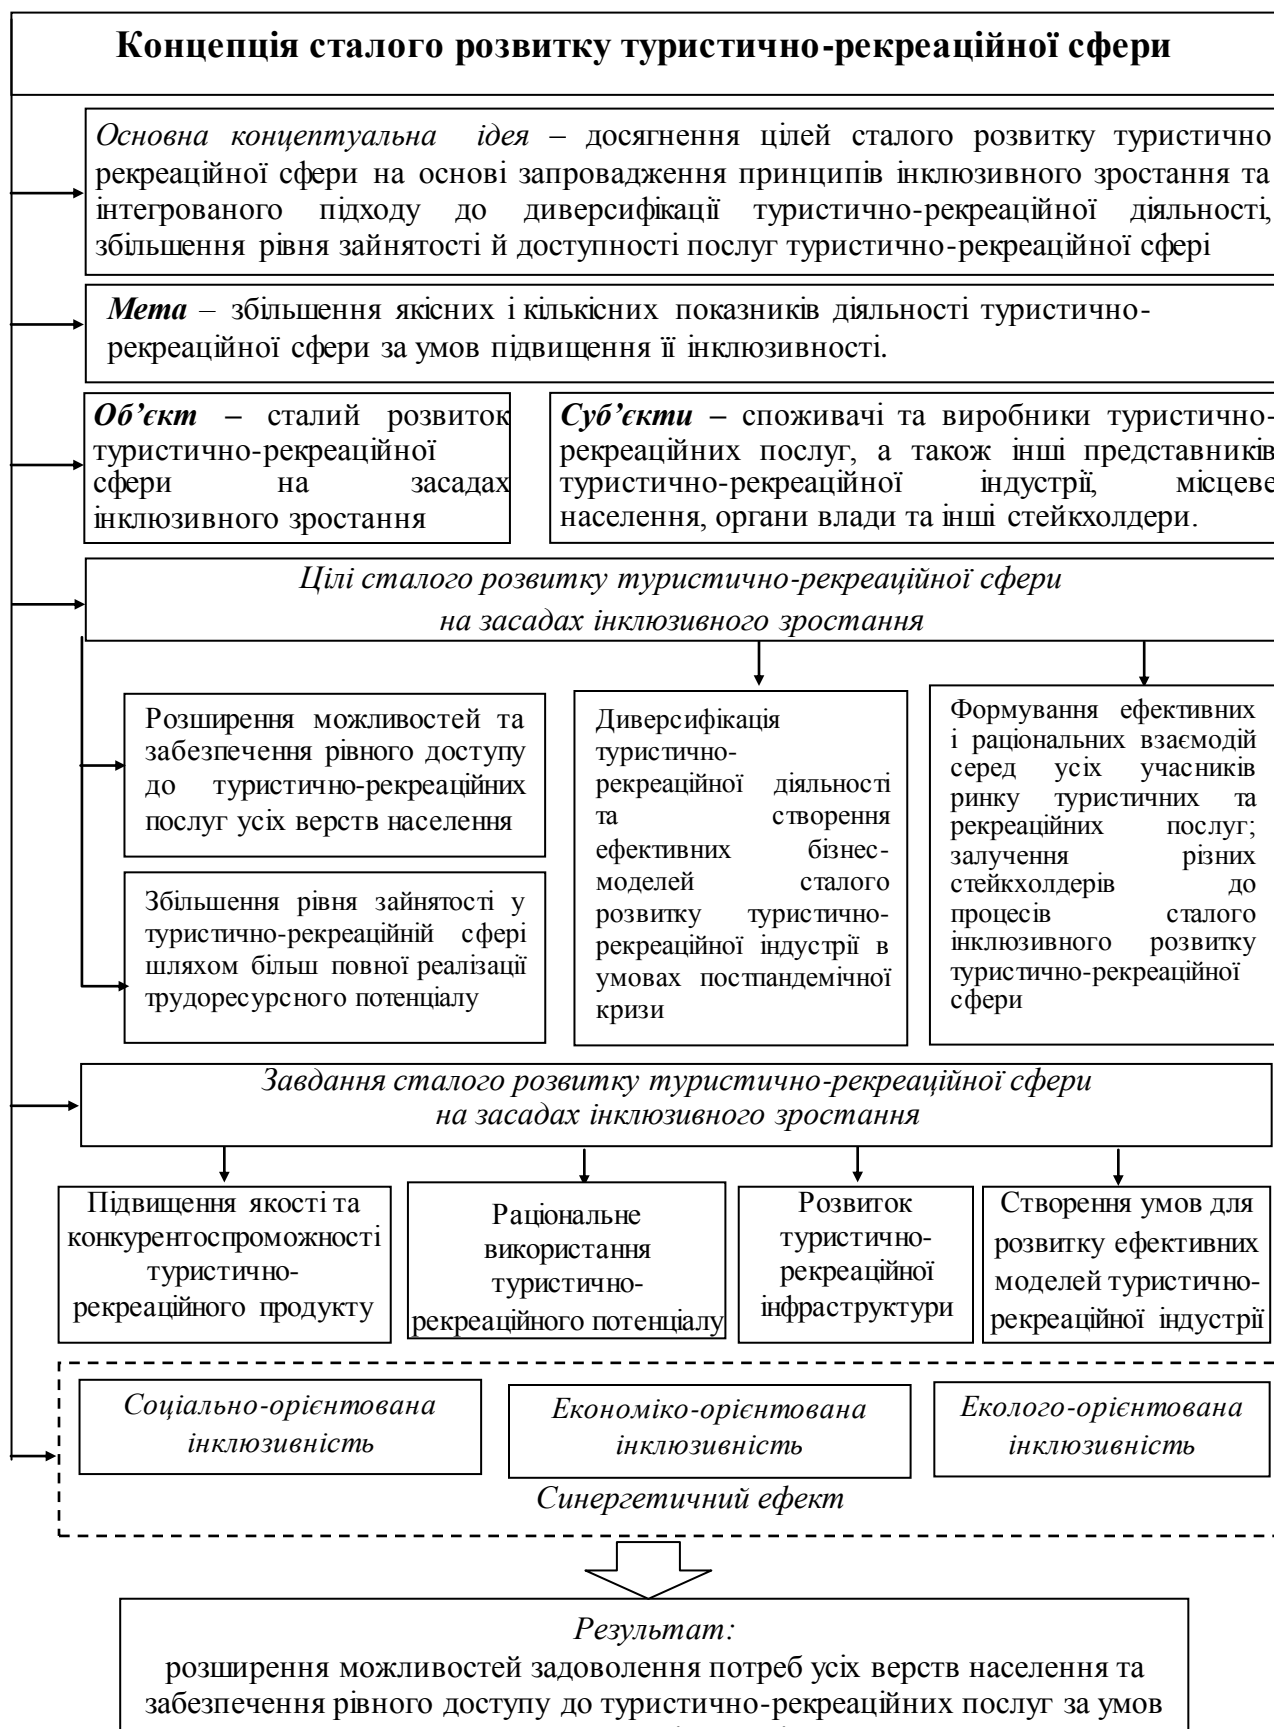 Концепція сталого розвитку туристично-рекреаційної сфери
Основна концептуальна ідея – досягнення цілей сталого розвитку туристично
рекреаційної сфери на основі запровадження принципів інклюзивного зростання та
інтегрованого підходу до диверсифікації туристично-рекреаційної діяльності,
збільшення рівня зайнятості й доступності послуг туристично-рекреаційної сфері
Мета – збільшення якісних і кількісних показників діяльності туристично-
рекреаційної сфери за умов підвищення її інклюзивності.
Об’єкт – сталий розвиток
туристично-рекреаційної
сфери на засадах
інклюзивного зростання
Суб’єкти – споживачі та виробники туристично-
рекреаційних послуг, а також інші представників
туристично-рекреаційної індустрії, місцеве
населення, органи влади та інші стейкхолдери.
Цілі сталого розвитку туристично-рекреаційної сфери
на засадах інклюзивного зростання
Розширення можливостей та
забезпечення рівного доступу
до туристично-рекреаційних
послуг усіх верств населення
Збільшення рівня зайнятості у
туристично-рекреаційній сфері
шляхом більш повної реалізації
трудоресурсного потенціалу
Диверсифікація
туристично-
рекреаційної діяльності
та створення
ефективних бізнес-
моделей сталого
розвитку туристично-
рекреаційної індустрії в
умовах постпандемічної
кризи
Формування ефективних
і раціональних взаємодій
серед усіх учасників
ринку туристичних та
рекреаційних послуг;
залучення різних
стейкхолдерів до
процесів сталого
інклюзивного розвитку
туристично-рекреаційної
сфери
Завдання сталого розвитку туристично-рекреаційної сфери
на засадах інклюзивного зростання
Підвищення якості та
конкурентоспроможності
туристично-
рекреаційного продукту
Раціональне
використання
туристично-
рекреаційного потенціалу
Розвиток
туристично-
рекреаційної
інфраструктури
Створення умов для
розвитку ефективних
моделей туристично-
рекреаційної індустрії
Соціально-орієнтована
інклюзивність
Економіко-орієнтована
інклюзивність
Еколого-орієнтована
інклюзивність
Синергетичний ефект
Результат:
розширення можливостей задоволення потреб усіх верств населення та
забезпечення рівного доступу до туристично-рекреаційних послуг за умов